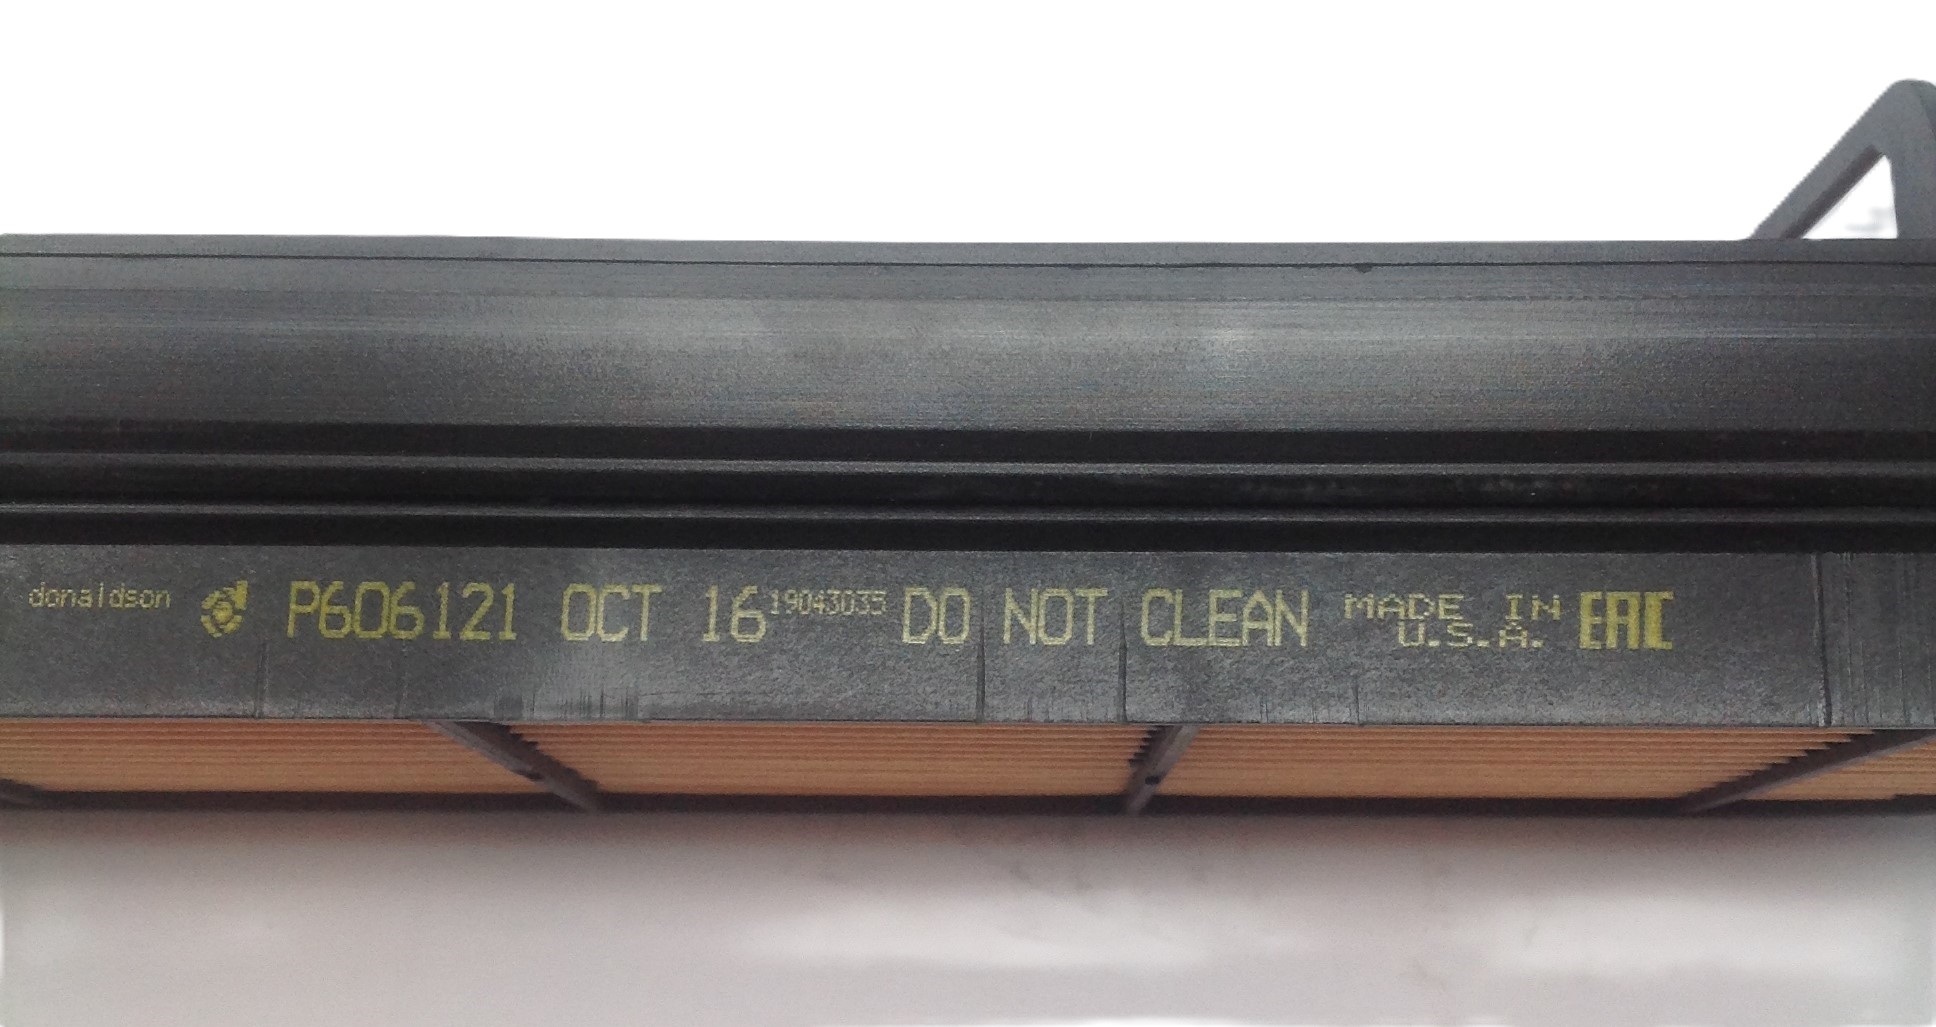 donaldson P606121 OCT 16 19043035 DO NOT CLEAN MADE IN
U.S.A. EAC